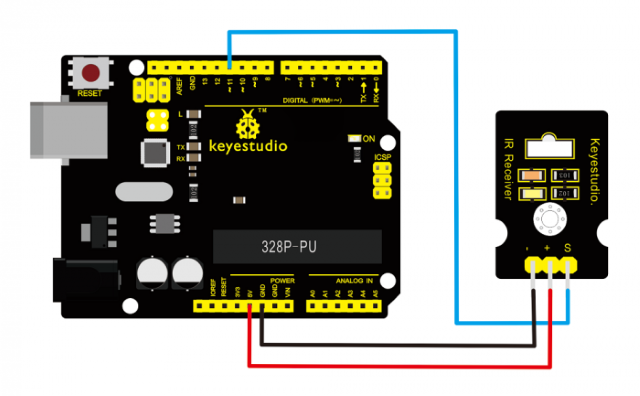 RESET
AREF
GND
13
12
~11
~10
~9
8
7
~6
~5
4
~3
2
TX→1
RX←0
DIGITAL (PWM=~)
L
TX
RX
TM
keyestudio
ON
ICSP
328P-PU
POWER
ANALOG IN
IOREF
RESET
3V3
5V
GND
GND
VIN
A0
A1
A2
A3
A4
A5
IR Receiver
Keyestudio.
103
102
-
+
S